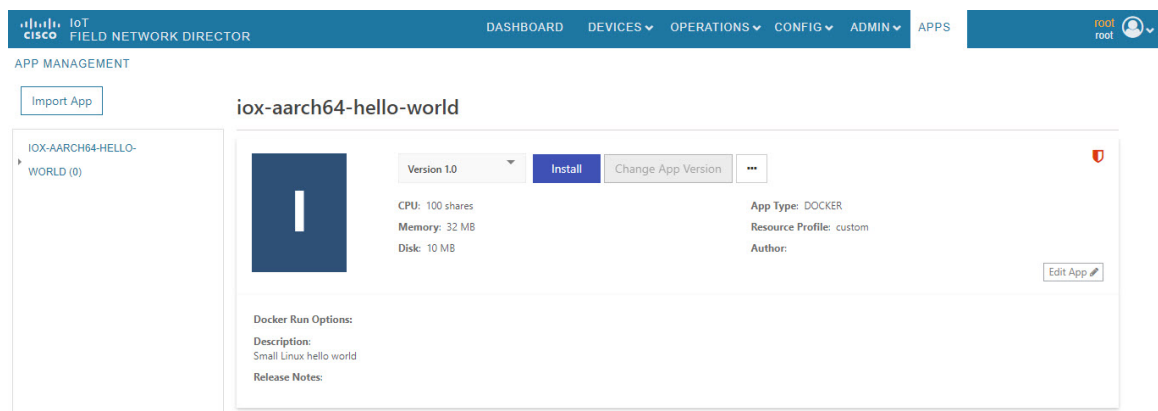 IoT
CISCO FIELD NETWORK DIRECTOR
DASHBOARD DEVICES OPERATIONS CONFIG ADMIN APPS
root
root
APP MANAGEMENT
Import App
iox-aarch64-hello-world
IOX-AARCH64-HELLO-
WORLD (0)
I
Version 1.0 Install Change App Version ...
CPU: 100 shares App Type: DOCKER
Memory: 32 MB Resource Profile: custom
Disk: 10 MB Author:
Edit App
Docker Run Options:
Description:
Small Linux hello world
Release Notes: